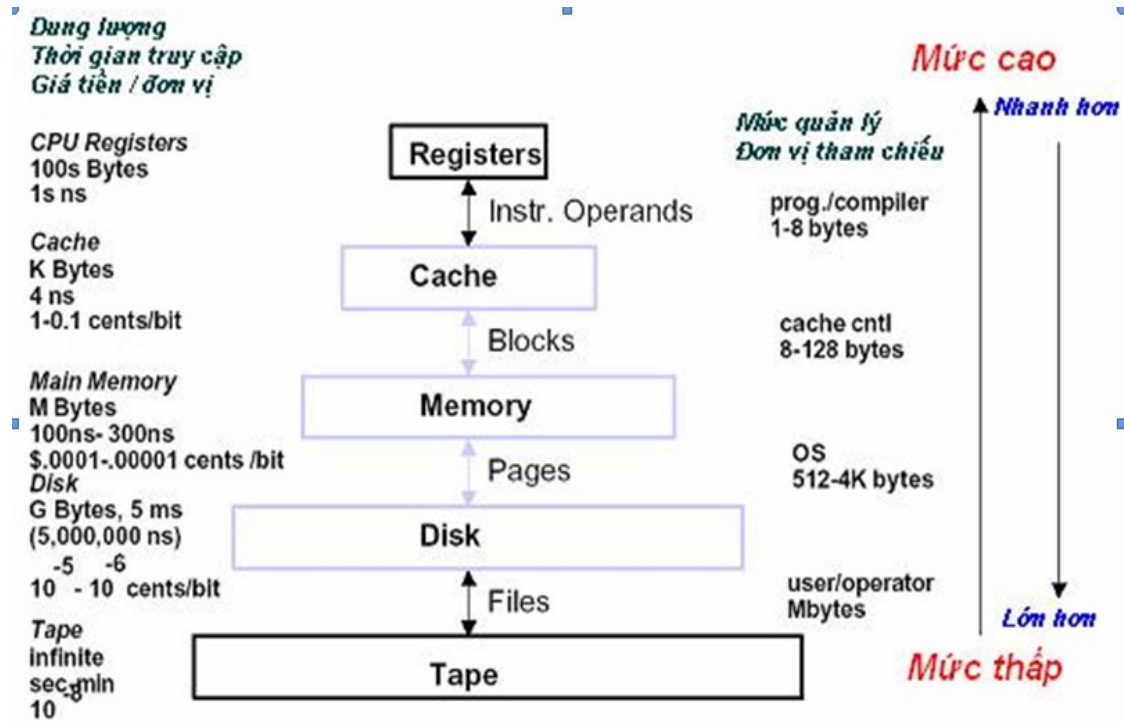 Dung lượng
Thời gian truy cập
Giá tiền / đơn vị
CPU Registers
100s Bytes
1s ns
Cache
K Bytes
4 ns
1-0.1 cents/bit
Main Memory
M Bytes
100ns- 300ns
$.0001-.00001 cents /bit
Disk
G Bytes, 5 ms
(5,000,000 ns)
-5 -6
10 - 10 cents/bit
Tape
infinite
sec-min
-8
10
Registers
Instr. Operands
Cache
Blocks
Memory
Pages
Disk
Files
Tape
Mức quản lý
Đơn vị tham chiếu
prog./compiler
1-8 bytes
cache cntl
8-128 bytes
OS
512-4K bytes
user/operator
Mbytes
Mức cao
Nhanh hơn
Lớn hơn
Mức thấp